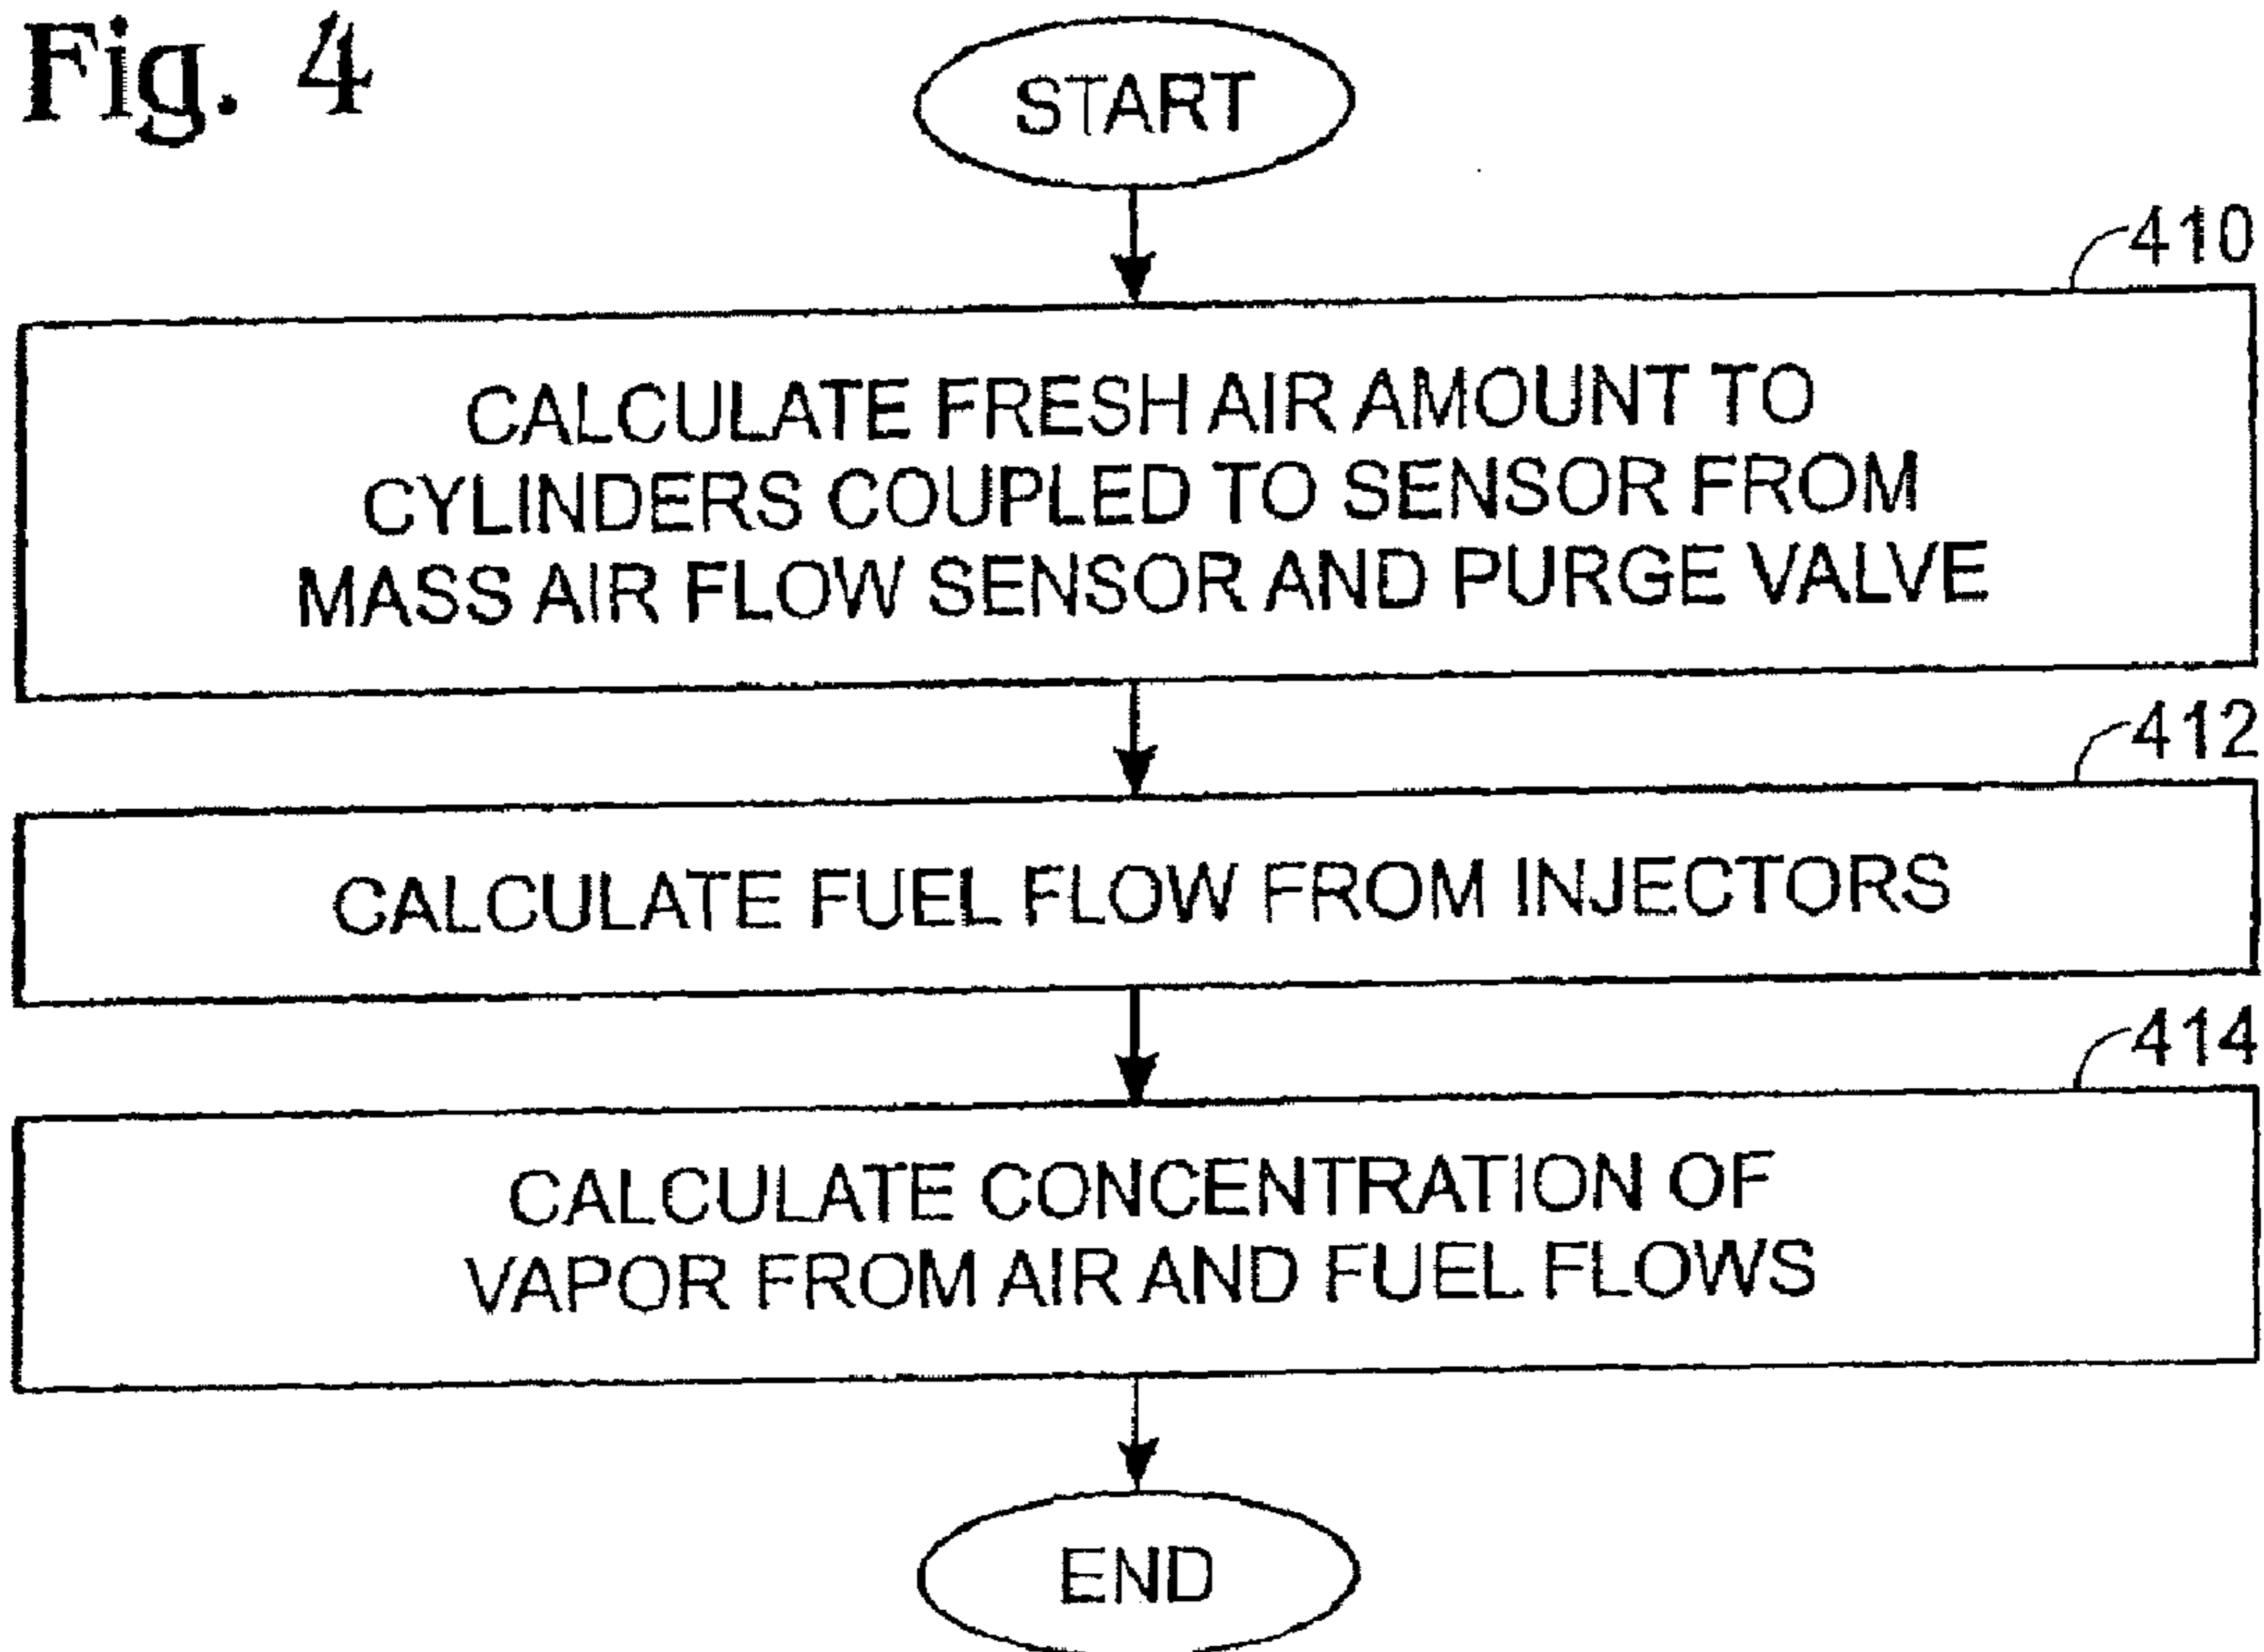 Fig. 4
START
410
CALCULATE FRESH AIR AMOUNT TO
CYLINDERS COUPLED TO SENSOR FROM
MASS AIR FLOW SENSOR AND PURGE VALVE
412
CALCULATE FUEL FLOW FROM INJECTORS
414
CALCULATE CONCENTRATION OF
VAPOR FROM AIR AND FUEL FLOWS
END